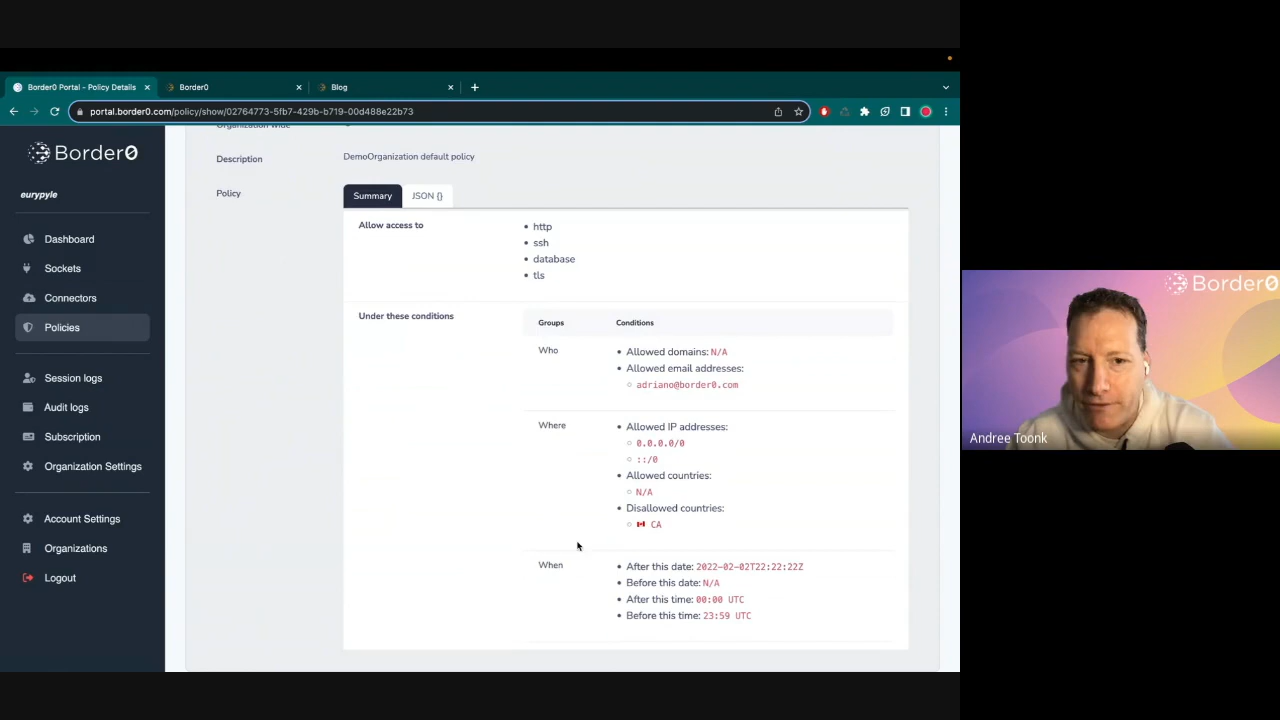 Border0 Portal - Policy Details
Border0
Blog
portal.border0.com/policy/show/02764773-5fb7-429b-b719-00d488e22b73
Border0
eurypyle
Dashboard
Sockets
Connectors
Policies
Session logs
Audit logs
Subscription
Organization Settings
Account Settings
Organizations
Logout
Organization wide
Description
DemoOrganization default policy
Policy
Summary
JSON {}
Allow access to
http
ssh
database
tls
Under these conditions
Groups
Conditions
Who
Allowed domains: N/A
Allowed email addresses:
adriano@border0.com
Where
Allowed IP addresses:
0.0.0.0/0
::/0
Allowed countries:
N/A
Disallowed countries:
CA
When
After this date: 2022-02-02T22:22:22Z
Before this date: N/A
After this time: 00:00 UTC
Before this time: 23:59 UTC
Border0
Andree Toonk